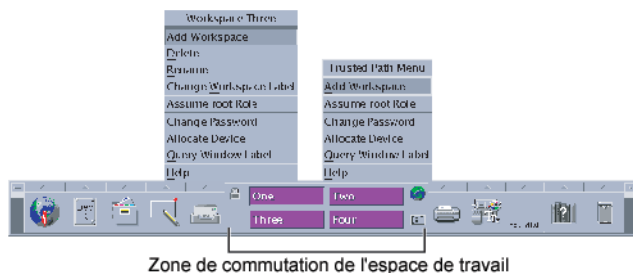 Workspace Three
Add Workspace
Delete
Rename
Change Workspace Label
Assume root Role
Change Password
Allocate Device
Query Window Label
Help
Trusted Path Menu
Add Workspace
Assume root Role
Change Password
Allocate Device
Query Window Label
Help
One
Two
Three
Four
Zone de commutation de l'espace de travail